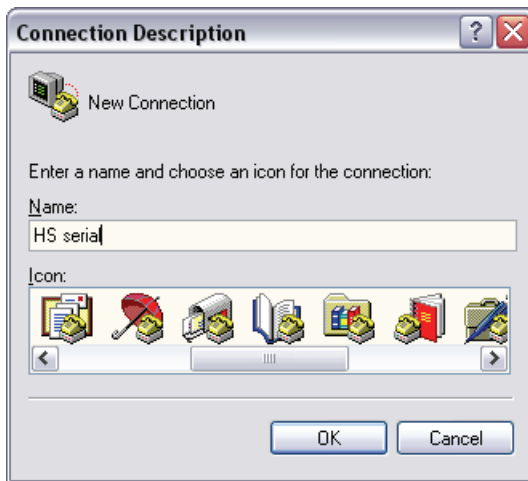 Connection Description
New Connection
Enter a name and choose an icon for the connection:
Name:
HS serial
Icon:
OK Cancel